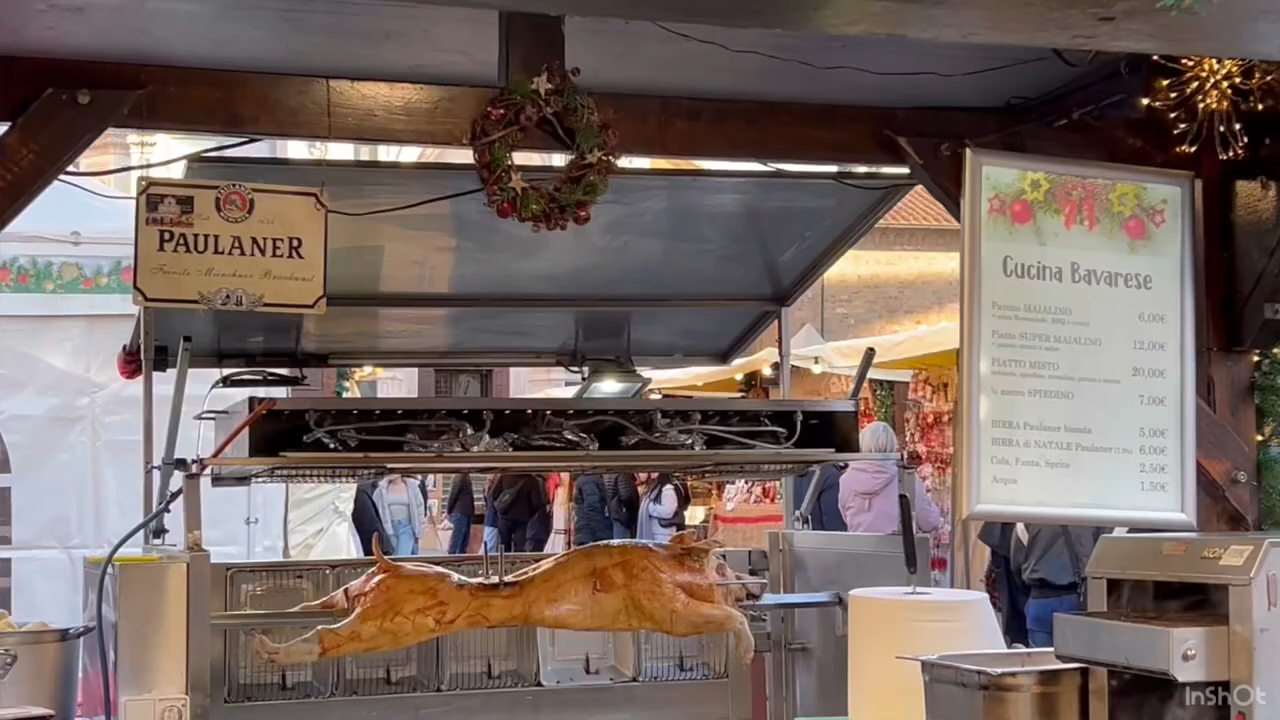 PAULANER
MÜNCHEN
PAULANER
Cucina Bavarese
Panino MAIALINO 6,00€
Piatto SUPER MAIALINO 12,00€
PIATTO MISTO 20,00€
½ metro SPIEDINO 7,00€
BIRRA Paulaner bionda 5,00€
BIRRA di NATALE Paulaner 6,00€
Cola, Fanta, Sprite 2,50€
Acqua 1,50€
InShOt